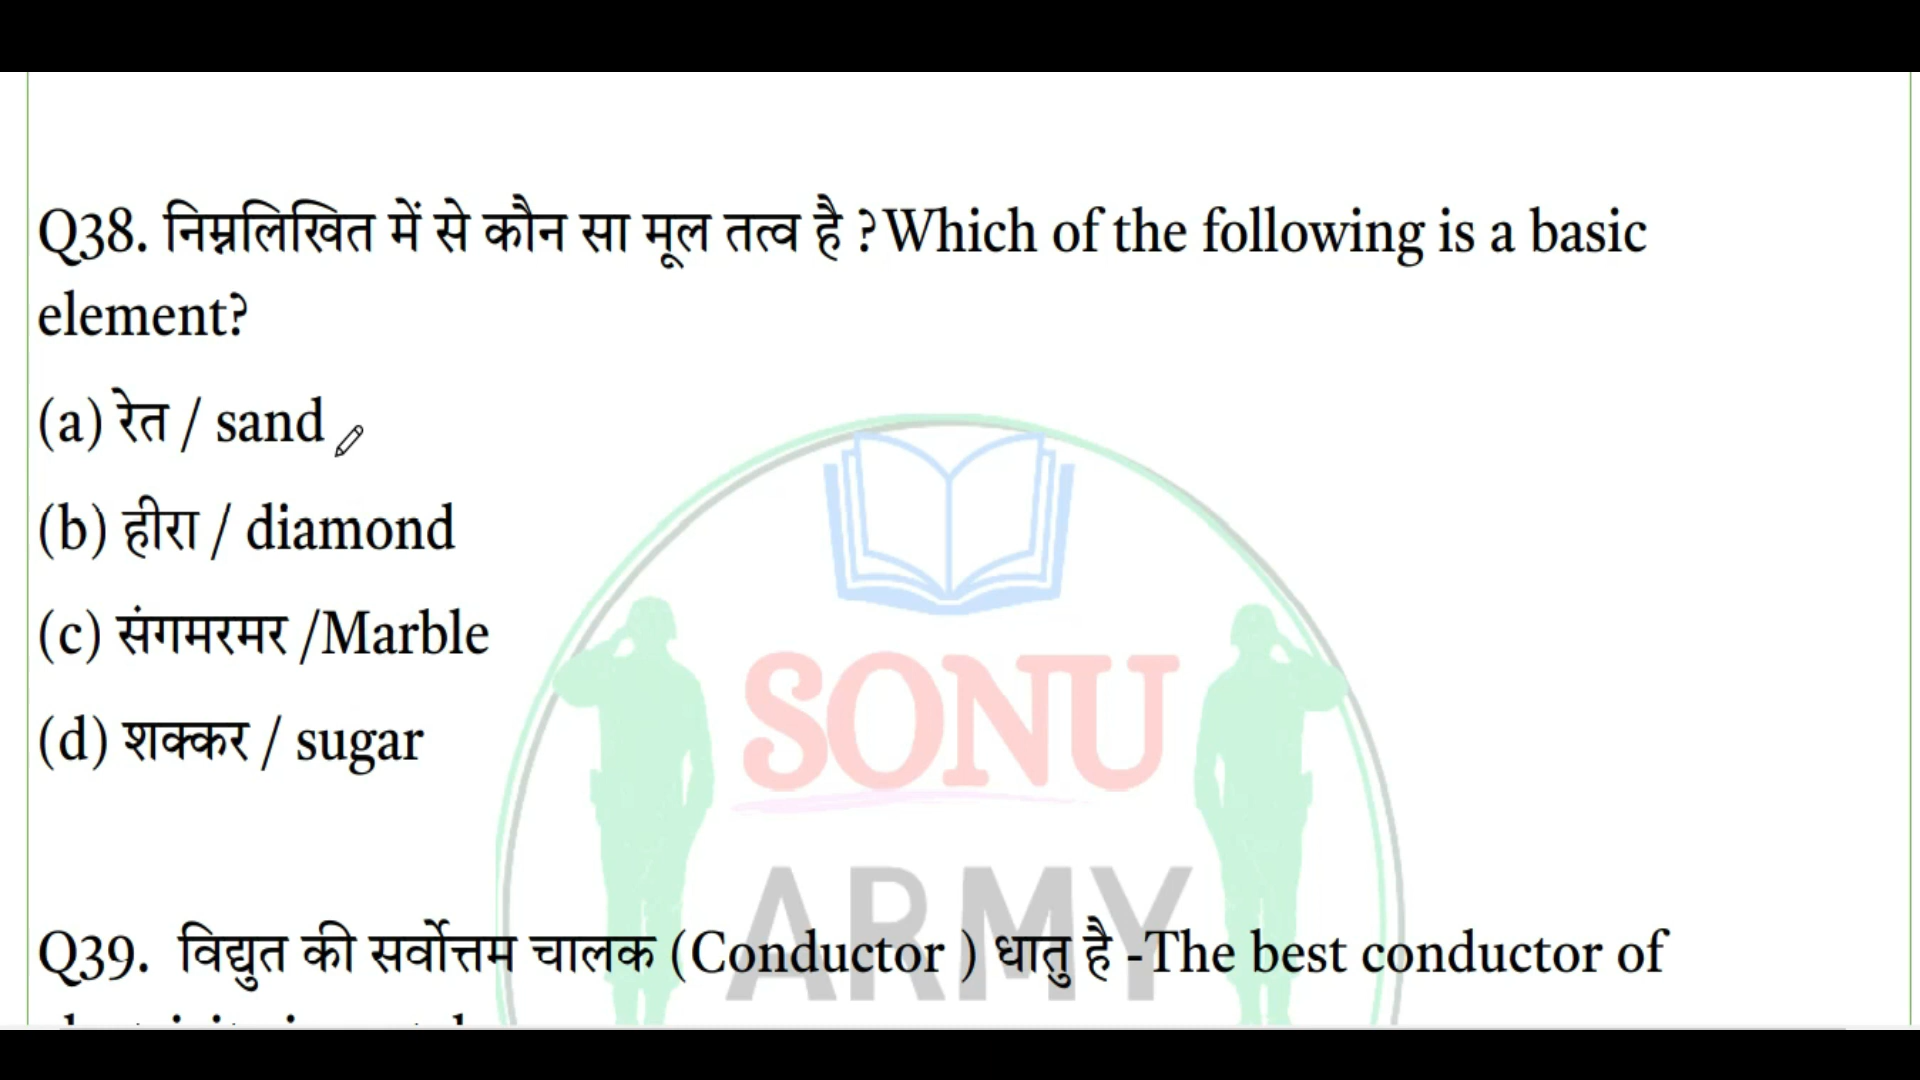 Q38. निम्नलिखित में से कौन सा मूल तत्व है ? Which of the following is a basic
element?
(a) रेत / sand
(b) हीरा / diamond
(c) संगमरमर /Marble
(d) शक्कर / sugar
SONU
ARMY
Q39. विद्युत की सर्वोत्तम चालक (Conductor ) धातु है -The best conductor of